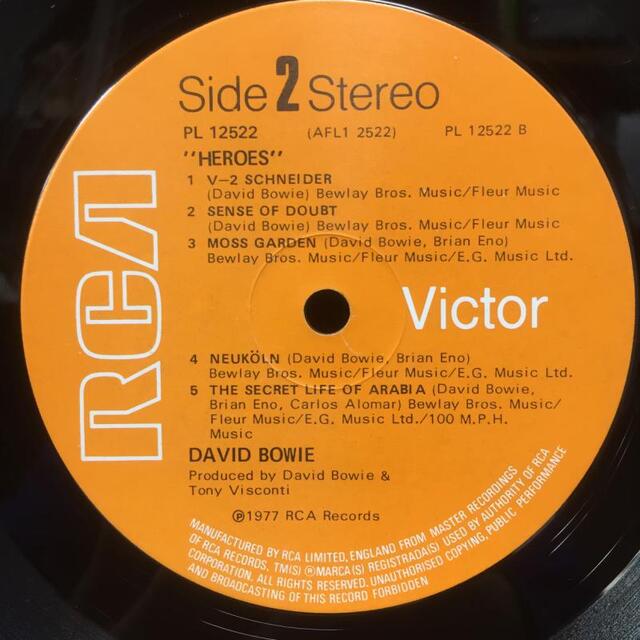 Side 2 Stereo
PL 12522 (AFL1 2522) PL 12522 B
"HEROES"
1 V–2 SCHNEIDER
(David Bowie) Bewlay Bros. Music/Fleur Music
2 SENSE OF DOUBT
(David Bowie) Bewlay Bros. Music/Fleur Music
3 MOSS GARDEN (David Bowie, Brian Eno)
Bewlay Bros. Music/Fleur Music/E.G. Music Ltd.
RCA
Victor
4 NEUKÖLN (David Bowie, Brian Eno)
Bewlay Bros. Music/Fleur Music/E.G. Music Ltd.
5 THE SECRET LIFE OF ARABIA (David Bowie,
Brian Eno, Carlos Alomar) Bewlay Bros. Music/
Fleur Music/E.G. Music Ltd./100 M.P.H.
Music
DAVID BOWIE
Produced by David Bowie &
Tony Visconti
℗1977 RCA Records
MANUFACTURED BY RCA LIMITED, ENGLAND FROM MASTER RECORDINGS
OF RCA RECORDS. TM(S) ®MARCA(S) REGISTRADA(S) USED BY AUTHORITY OF RCA
CORPORATION. ALL RIGHTS RESERVED. UNAUTHORISED COPYING, PUBLIC PERFORMANCE
AND BROADCASTING OF THIS RECORD FORBIDDEN